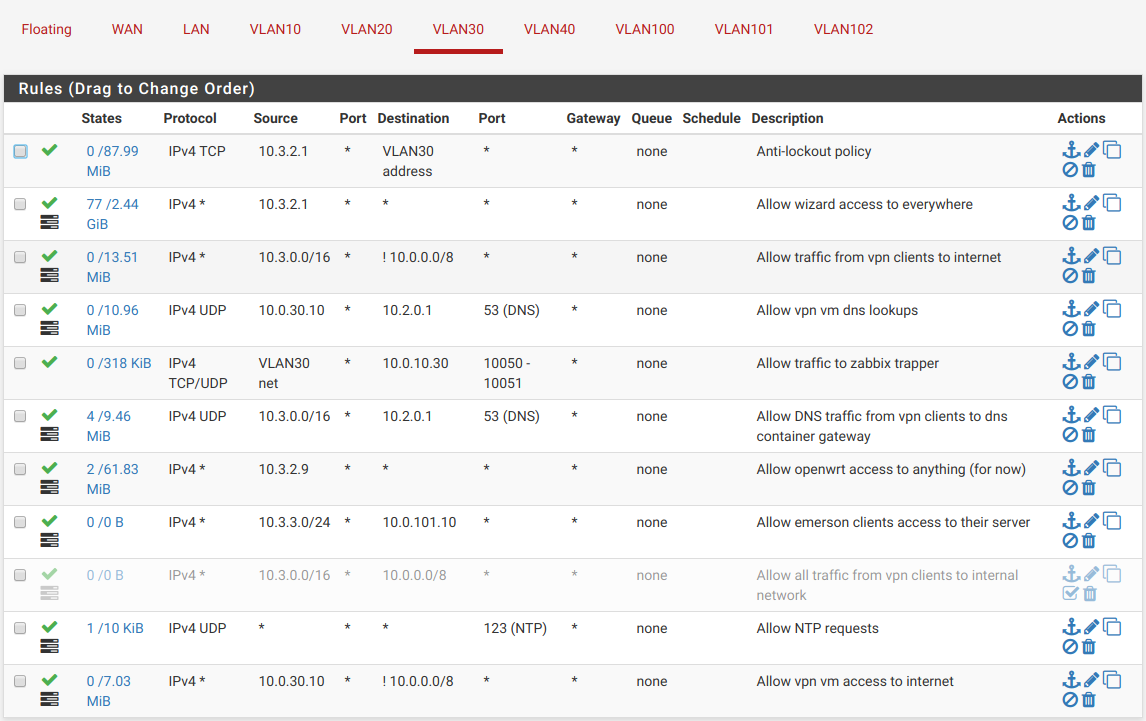 Floating WAN LAN VLAN10 VLAN20 VLAN30 VLAN40 VLAN100 VLAN101 VLAN102
Rules (Drag to Change Order)
States Protocol Source Port Destination Port Gateway Queue Schedule Description Actions
0 /87.99 IPv4 TCP 10.3.2.1 * VLAN30 * * none Anti-lockout policy
MiB address
77 /2.44 IPv4 * 10.3.2.1 * * * * none Allow wizard access to everywhere
GiB
0 /13.51 IPv4 * 10.3.0.0/16 * ! 10.0.0.0/8 * * none Allow traffic from vpn clients to internet
MiB
0 /10.96 IPv4 UDP 10.0.30.10 * 10.2.0.1 53 (DNS) * none Allow vpn vm dns lookups
MiB
0 /318 KiB IPv4 VLAN30 * 10.0.10.30 10050 - * none Allow traffic to zabbix trapper
TCP/UDP net 10051
4 /9.46 IPv4 UDP 10.3.0.0/16 * 10.2.0.1 53 (DNS) * none Allow DNS traffic from vpn clients to dns
MiB container gateway
2 /61.83 IPv4 * 10.3.2.9 * * * * none Allow openwrt access to anything (for now)
MiB
0 /0 B IPv4 * 10.3.3.0/24 * 10.0.101.10 * * none Allow emerson clients access to their server
0 /0 B IPv4 * 10.3.0.0/16 * 10.0.0.0/8 * * none Allow all traffic from vpn clients to internal
network
1 /10 KiB IPv4 UDP * * * 123 (NTP) * none Allow NTP requests
0 /7.03 IPv4 * 10.0.30.10 * ! 10.0.0.0/8 * * none Allow vpn vm access to internet
MiB